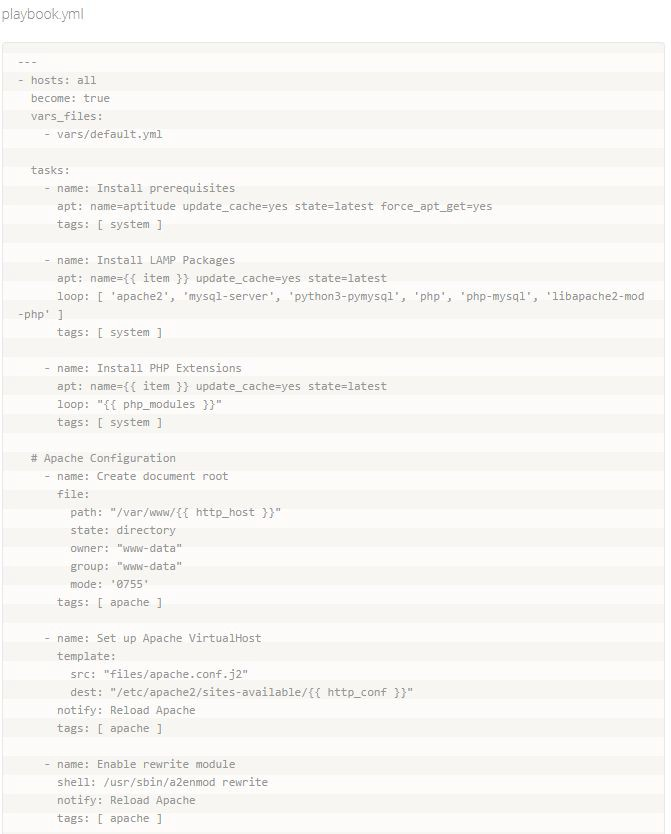 playbook.yml
---
- hosts: all
  become: true
  vars_files:
    - vars/default.yml

  tasks:
    - name: Install prerequisites
      apt: name=aptitude update_cache=yes state=latest force_apt_get=yes
      tags: [ system ]

    - name: Install LAMP Packages
      apt: name={{ item }} update_cache=yes state=latest
      loop: [ 'apache2', 'mysql-server', 'python3-pymysql', 'php', 'php-mysql', 'libapache2-mod
-php' ]
      tags: [ system ]

    - name: Install PHP Extensions
      apt: name={{ item }} update_cache=yes state=latest
      loop: "{{ php_modules }}"
      tags: [ system ]

  # Apache Configuration
    - name: Create document root
      file:
        path: "/var/www/{{ http_host }}"
        state: directory
        owner: "www-data"
        group: "www-data"
        mode: '0755'
      tags: [ apache ]

    - name: Set up Apache VirtualHost
      template:
        src: "files/apache.conf.j2"
        dest: "/etc/apache2/sites-available/{{ http_conf }}"
      notify: Reload Apache
      tags: [ apache ]

    - name: Enable rewrite module
      shell: /usr/sbin/a2enmod rewrite
      notify: Reload Apache
      tags: [ apache ]